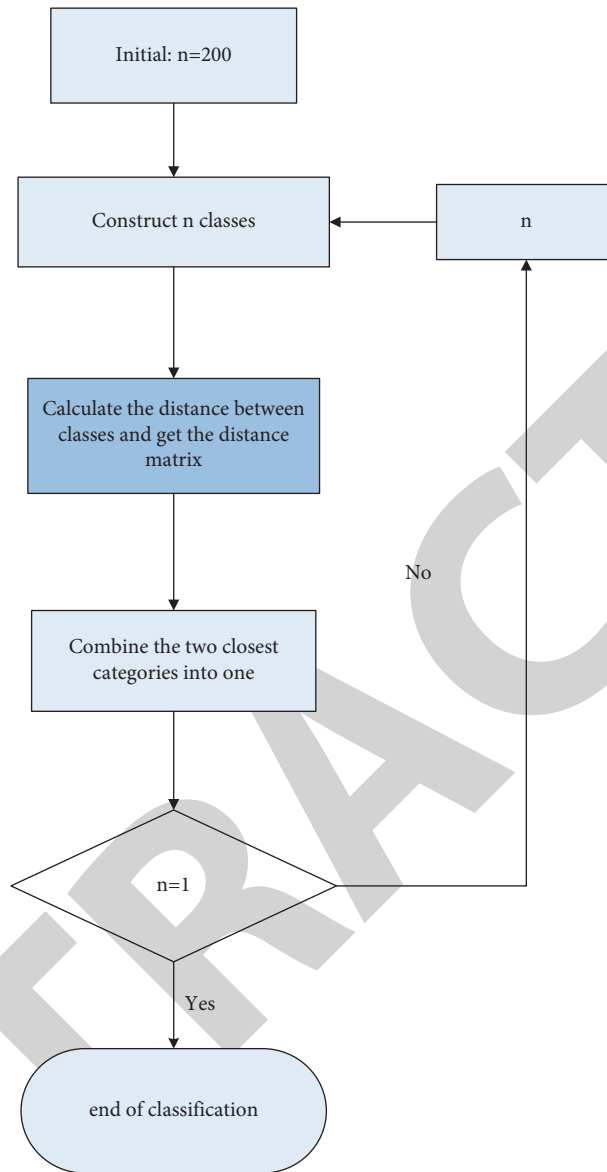 Initial: n=200
Construct n classes
n
Calculate the distance between
classes and get the distance
matrix
No
Combine the two closest
categories into one
n=1
Yes
end of classification
TRACT